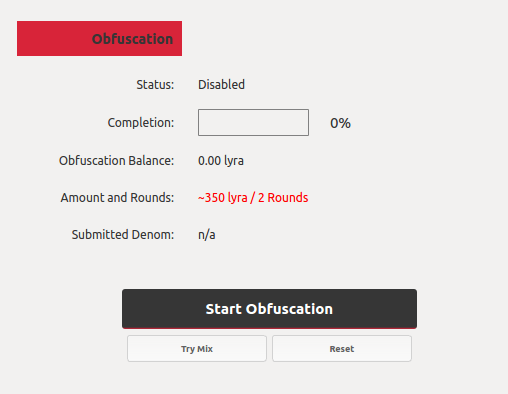 Obfuscation
Status: Disabled
Completion: 0%
Obfuscation Balance: 0.00 lyra
Amount and Rounds: ~350 lyra / 2 Rounds
Submitted Denom: n/a
Start Obfuscation
Try Mix Reset